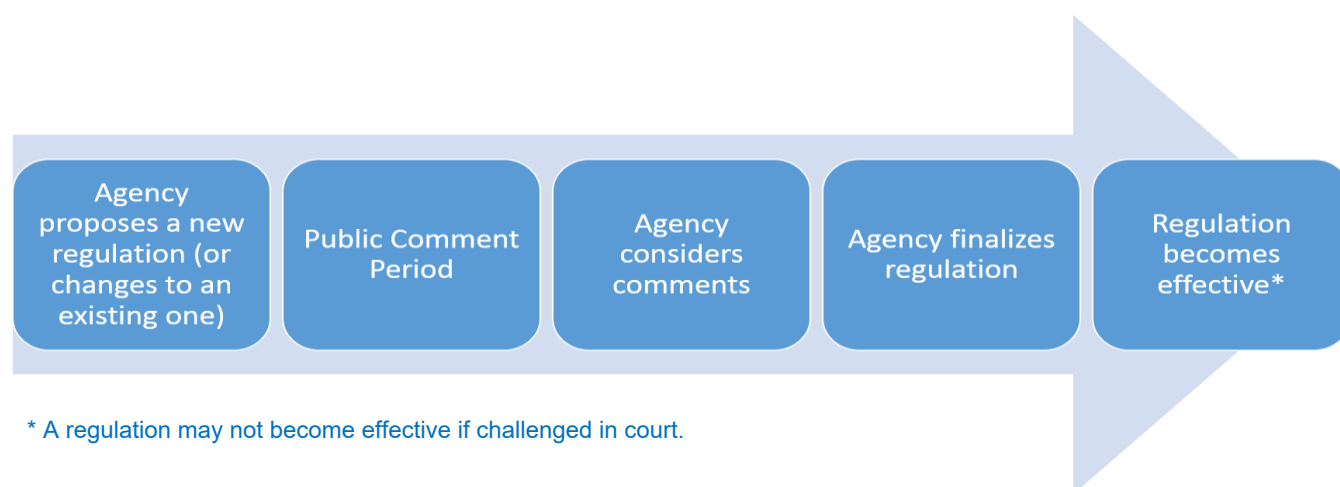 Agency
proposes a new
regulation (or
changes to an
existing one)
Public Comment
Period
Agency
considers
comments
Agency finalizes
regulation
Regulation
becomes
effective*
* A regulation may not become effective if challenged in court.